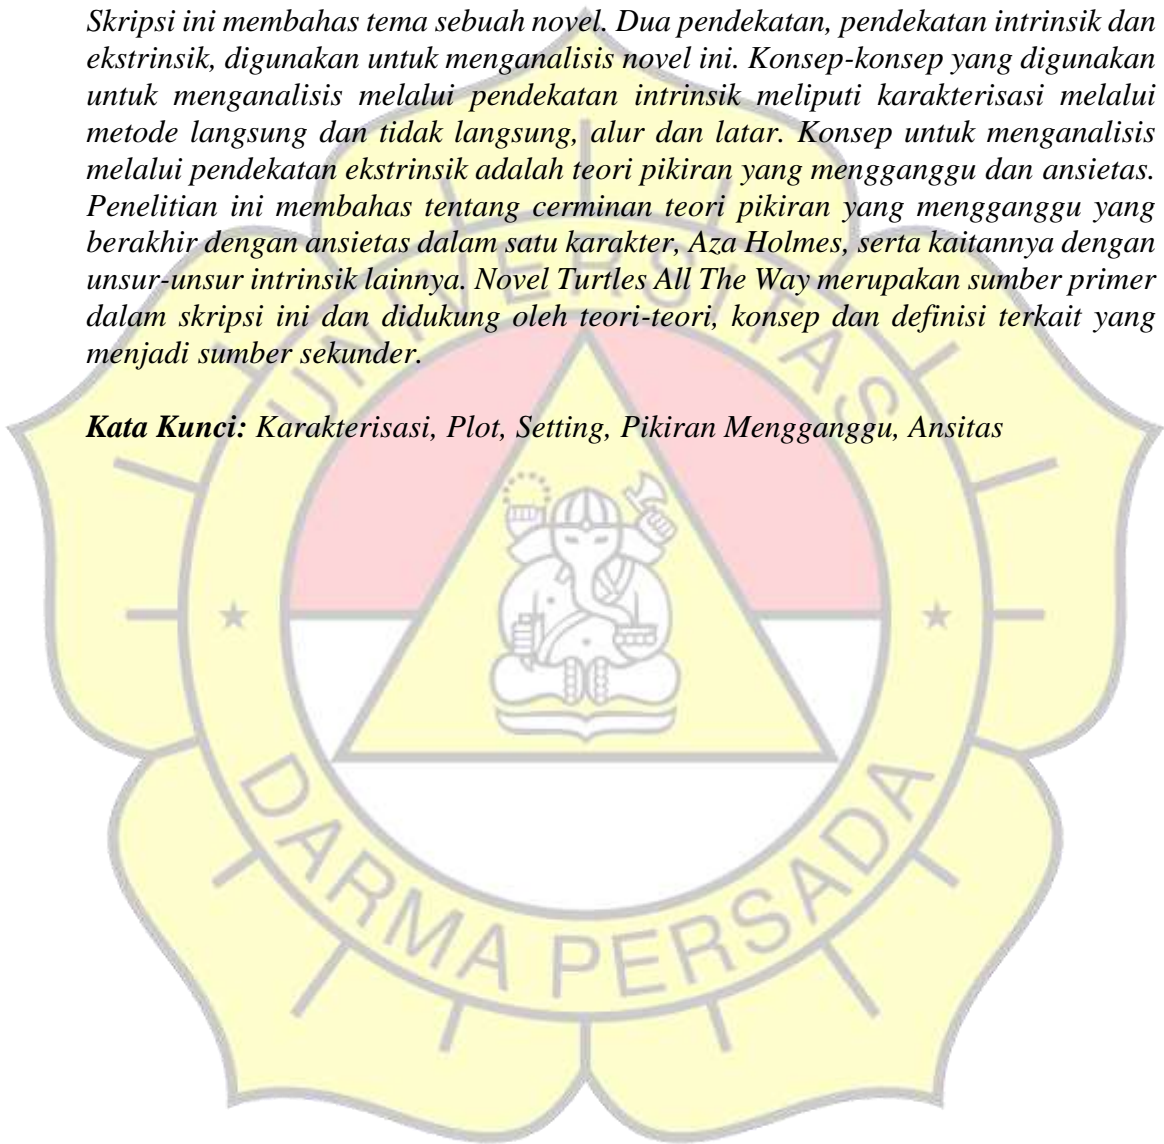 Skripsi ini membahas tema sebuah novel. Dua pendekatan, pendekatan intrinsik dan
ekstrinsik, digunakan untuk menganalisis novel ini. Konsep-konsep yang digunakan
untuk menganalisis melalui pendekatan intrinsik meliputi karakterisasi melalui
metode langsung dan tidak langsung, alur dan latar. Konsep untuk menganalisis
melalui pendekatan ekstrinsik adalah teori pikiran yang mengganggu dan ansietas.
Penelitian ini membahas tentang cerminan teori pikiran yang mengganggu yang
berakhir dengan ansietas dalam satu karakter, Aza Holmes, serta kaitannya dengan
unsur-unsur intrinsik lainnya. Novel Turtles All The Way merupakan sumber primer
dalam skripsi ini dan didukung oleh teori-teori, konsep dan definisi terkait yang
menjadi sumber sekunder.
Kata Kunci: Karakterisasi, Plot, Setting, Pikiran Mengganggu, Ansitas
UNIVERSITAS
DARMA PERSADA